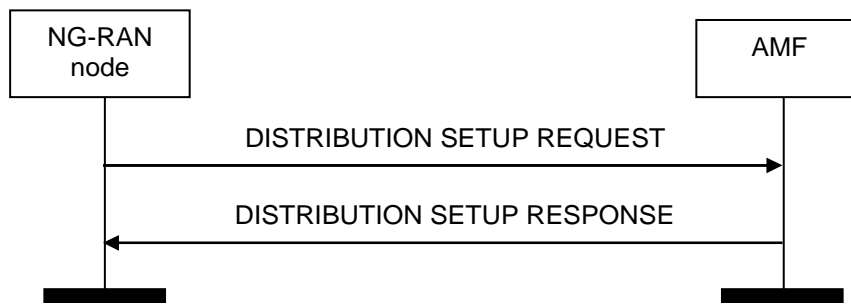 NG-RAN
node
AMF
DISTRIBUTION SETUP REQUEST
DISTRIBUTION SETUP RESPONSE